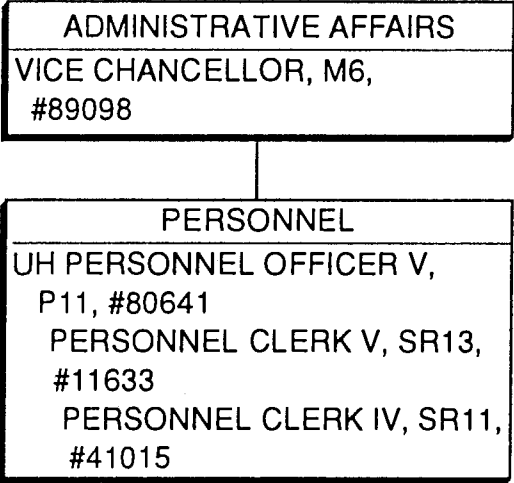 ADMINISTRATIVE AFFAIRS
VICE CHANCELLOR, M6,
#89098
PERSONNEL
UH PERSONNEL OFFICER V,
P11, #80641
PERSONNEL CLERK V, SR13,
#11633
PERSONNEL CLERK IV, SR11,
#41015